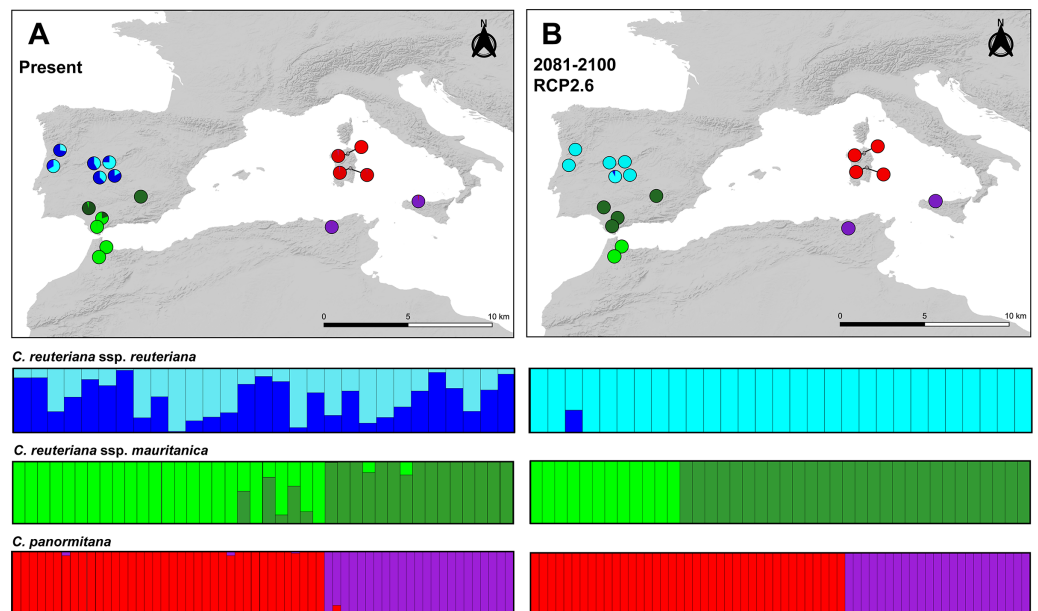 A
Present
N
0
5
10 km
B
2081-2100
RCP2.6
N
0
5
10 km
C. reuteriana ssp. reuteriana
C. reuteriana ssp. mauritanica
C. panormitana